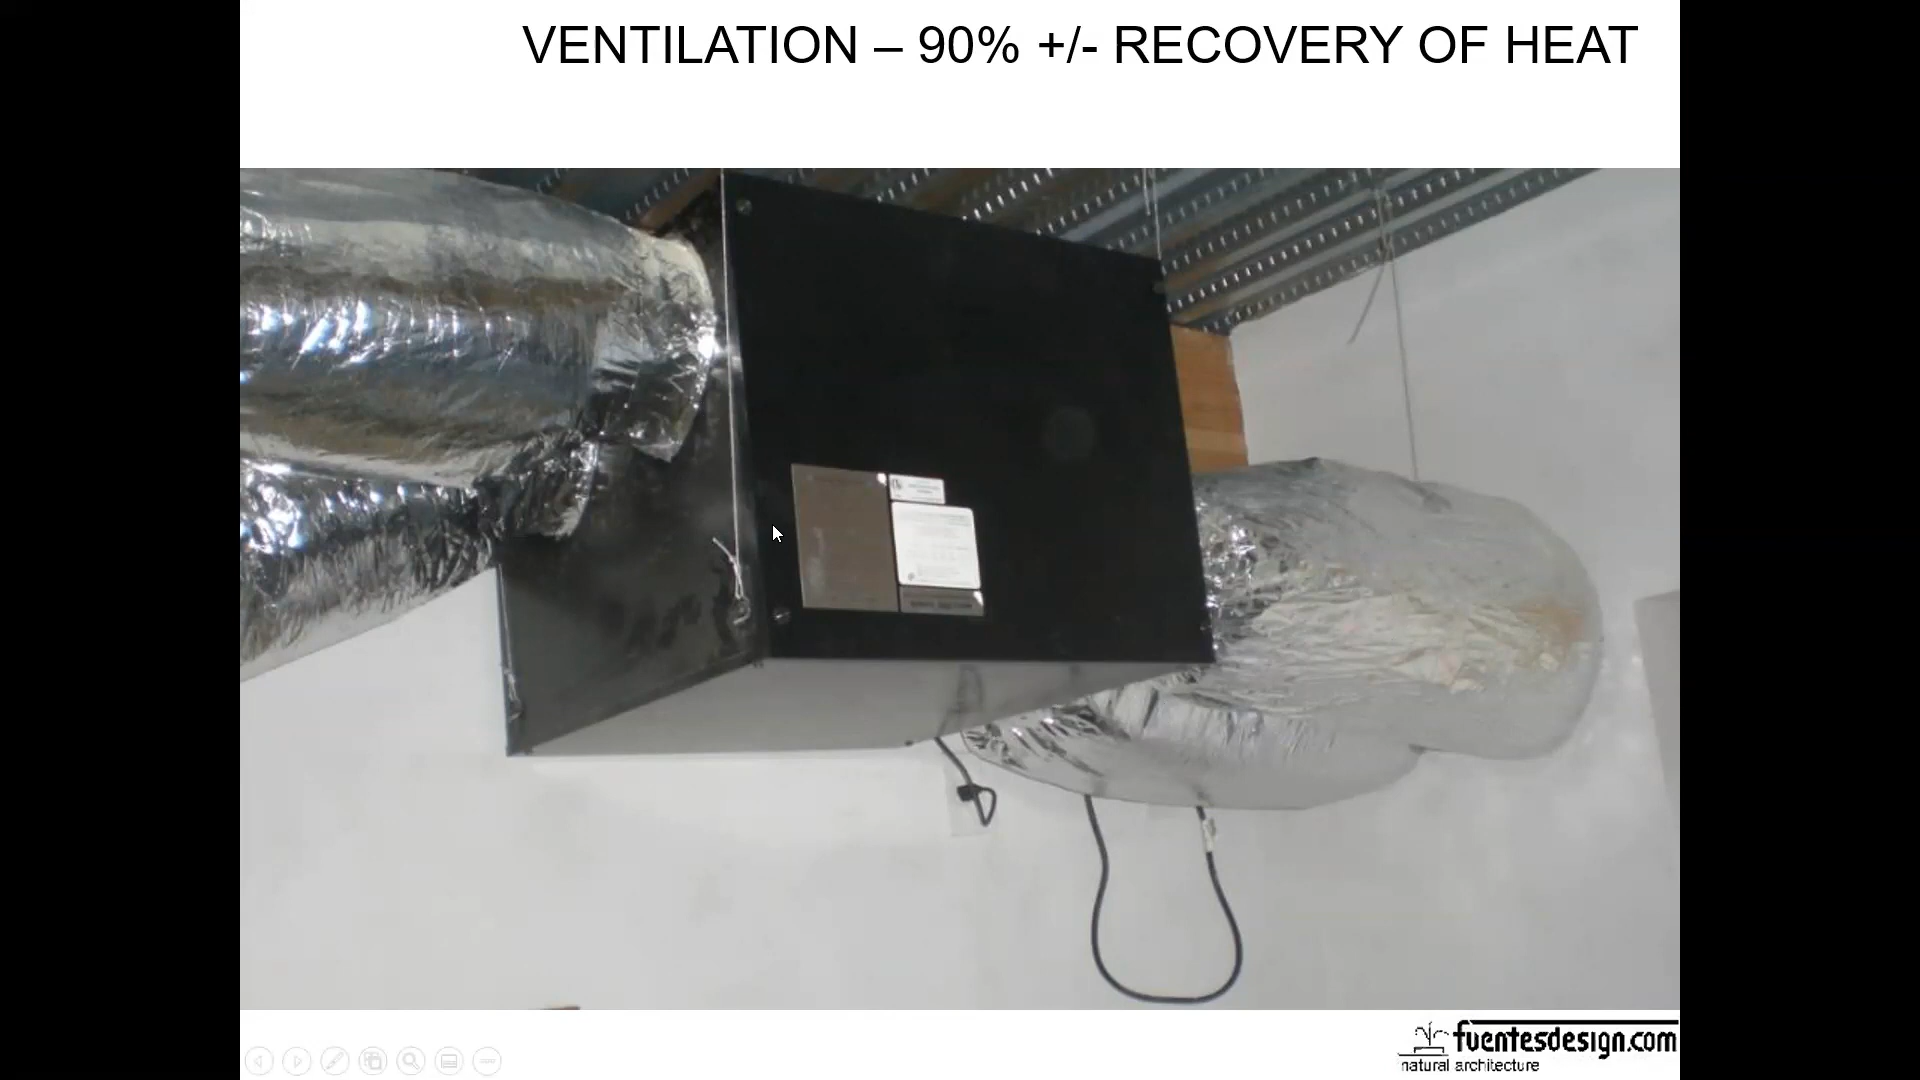 VENTILATION – 90% +/- RECOVERY OF HEAT
fuentesdesign.com
natural architecture